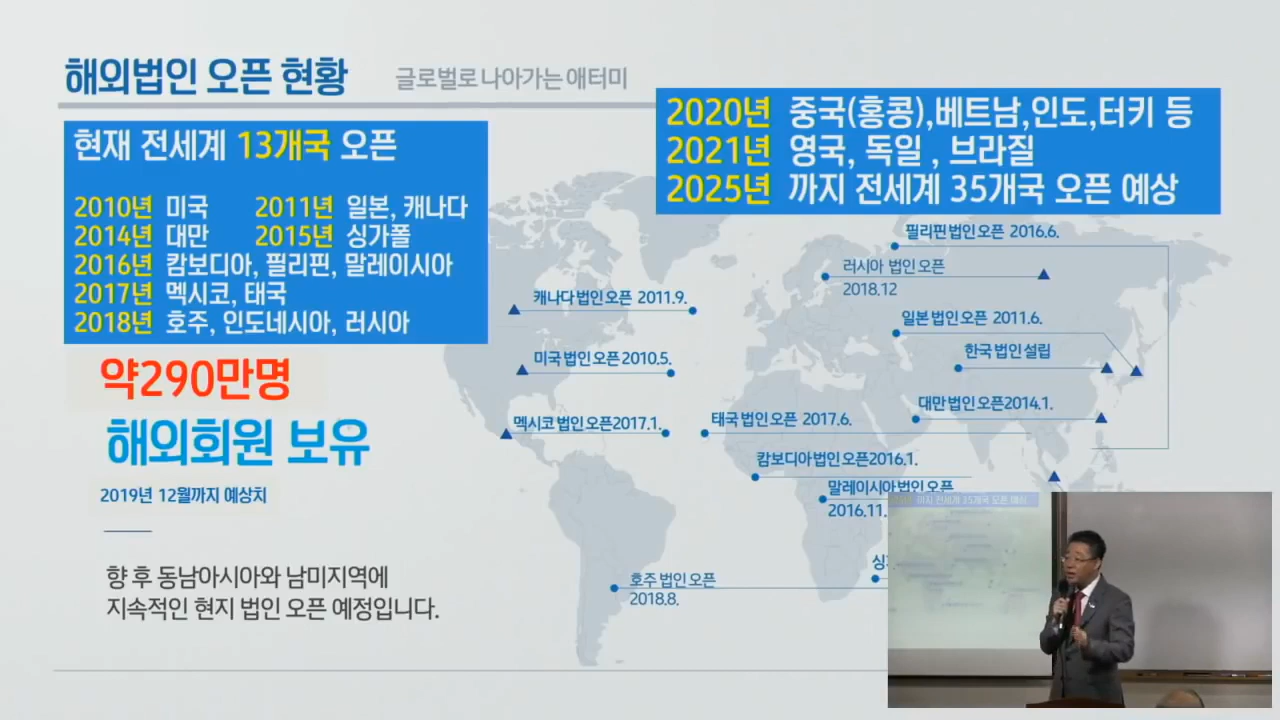 해외법인 오픈 현황
글로벌로 나아가는 애터미
현재 전세계 13개국 오픈
2010년 미국 2011년 일본, 캐나다
2014년 대만 2015년 싱가폴
2016년 캄보디아, 필리핀, 말레이시아
2017년 멕시코, 태국
2018년 호주, 인도네시아, 러시아
2020년 중국(홍콩),베트남,인도,터키 등
2021년 영국, 독일 , 브라질
2025년 까지 전세계 35개국 오픈 예상
약290만명
해외회원 보유
2019년 12월까지 예상치
향 후 동남아시아와 남미지역에
지속적인 현지 법인 오픈 예정입니다.
필리핀 법인 오픈 2016.6.
러시아 법인 오픈
2018.12
캐나다 법인 오픈 2011.9.
일본 법인 오픈 2011.6.
한국 법인 설립
미국 법인 오픈 2010.5.
대만 법인 오픈2014.1.
멕시코 법인 오픈2017.1.
태국 법인 오픈 2017.6.
캄보디아법인 오픈2016.1.
말레이시아법인 오픈
2016.11.
호주 법인 오픈
2018.8.